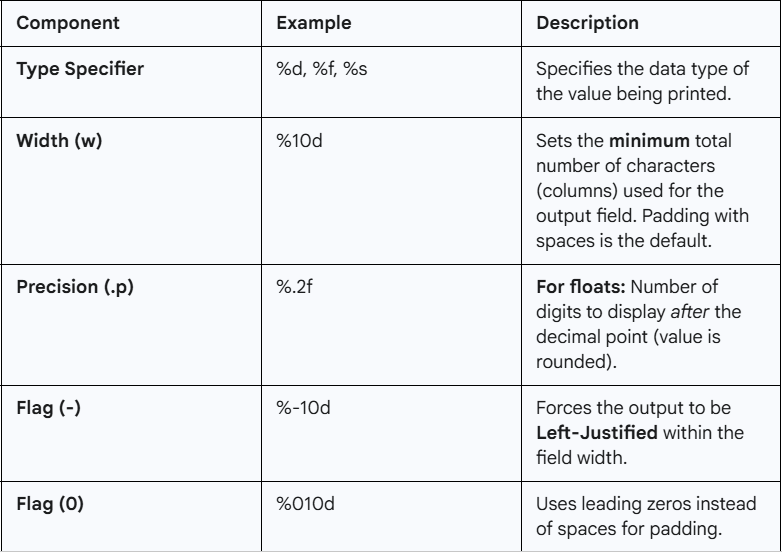 Component Example Description
Type Specifier %d, %f, %s Specifies the data type of
the value being printed.
Width (w) %10d Sets the minimum total
number of characters
(columns) used for the
output field. Padding with
spaces is the default.
Precision (.p) %.2f For floats: Number of
digits to display after the
decimal point (value is
rounded).
Flag (-) %-10d Forces the output to be
Left-Justified within the
field width.
Flag (0) %010d Uses leading zeros instead
of spaces for padding.